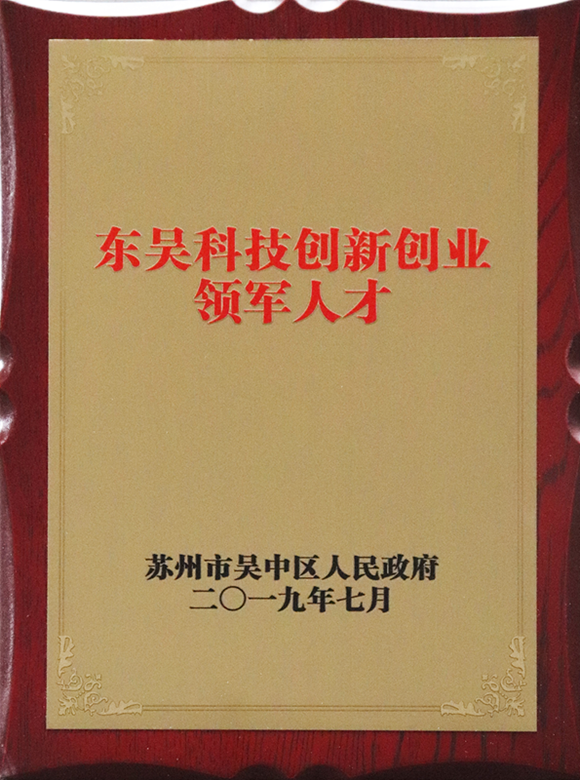 东吴科技创新创业
领军人才
苏州市吴中区人民政府
二〇一九年七月